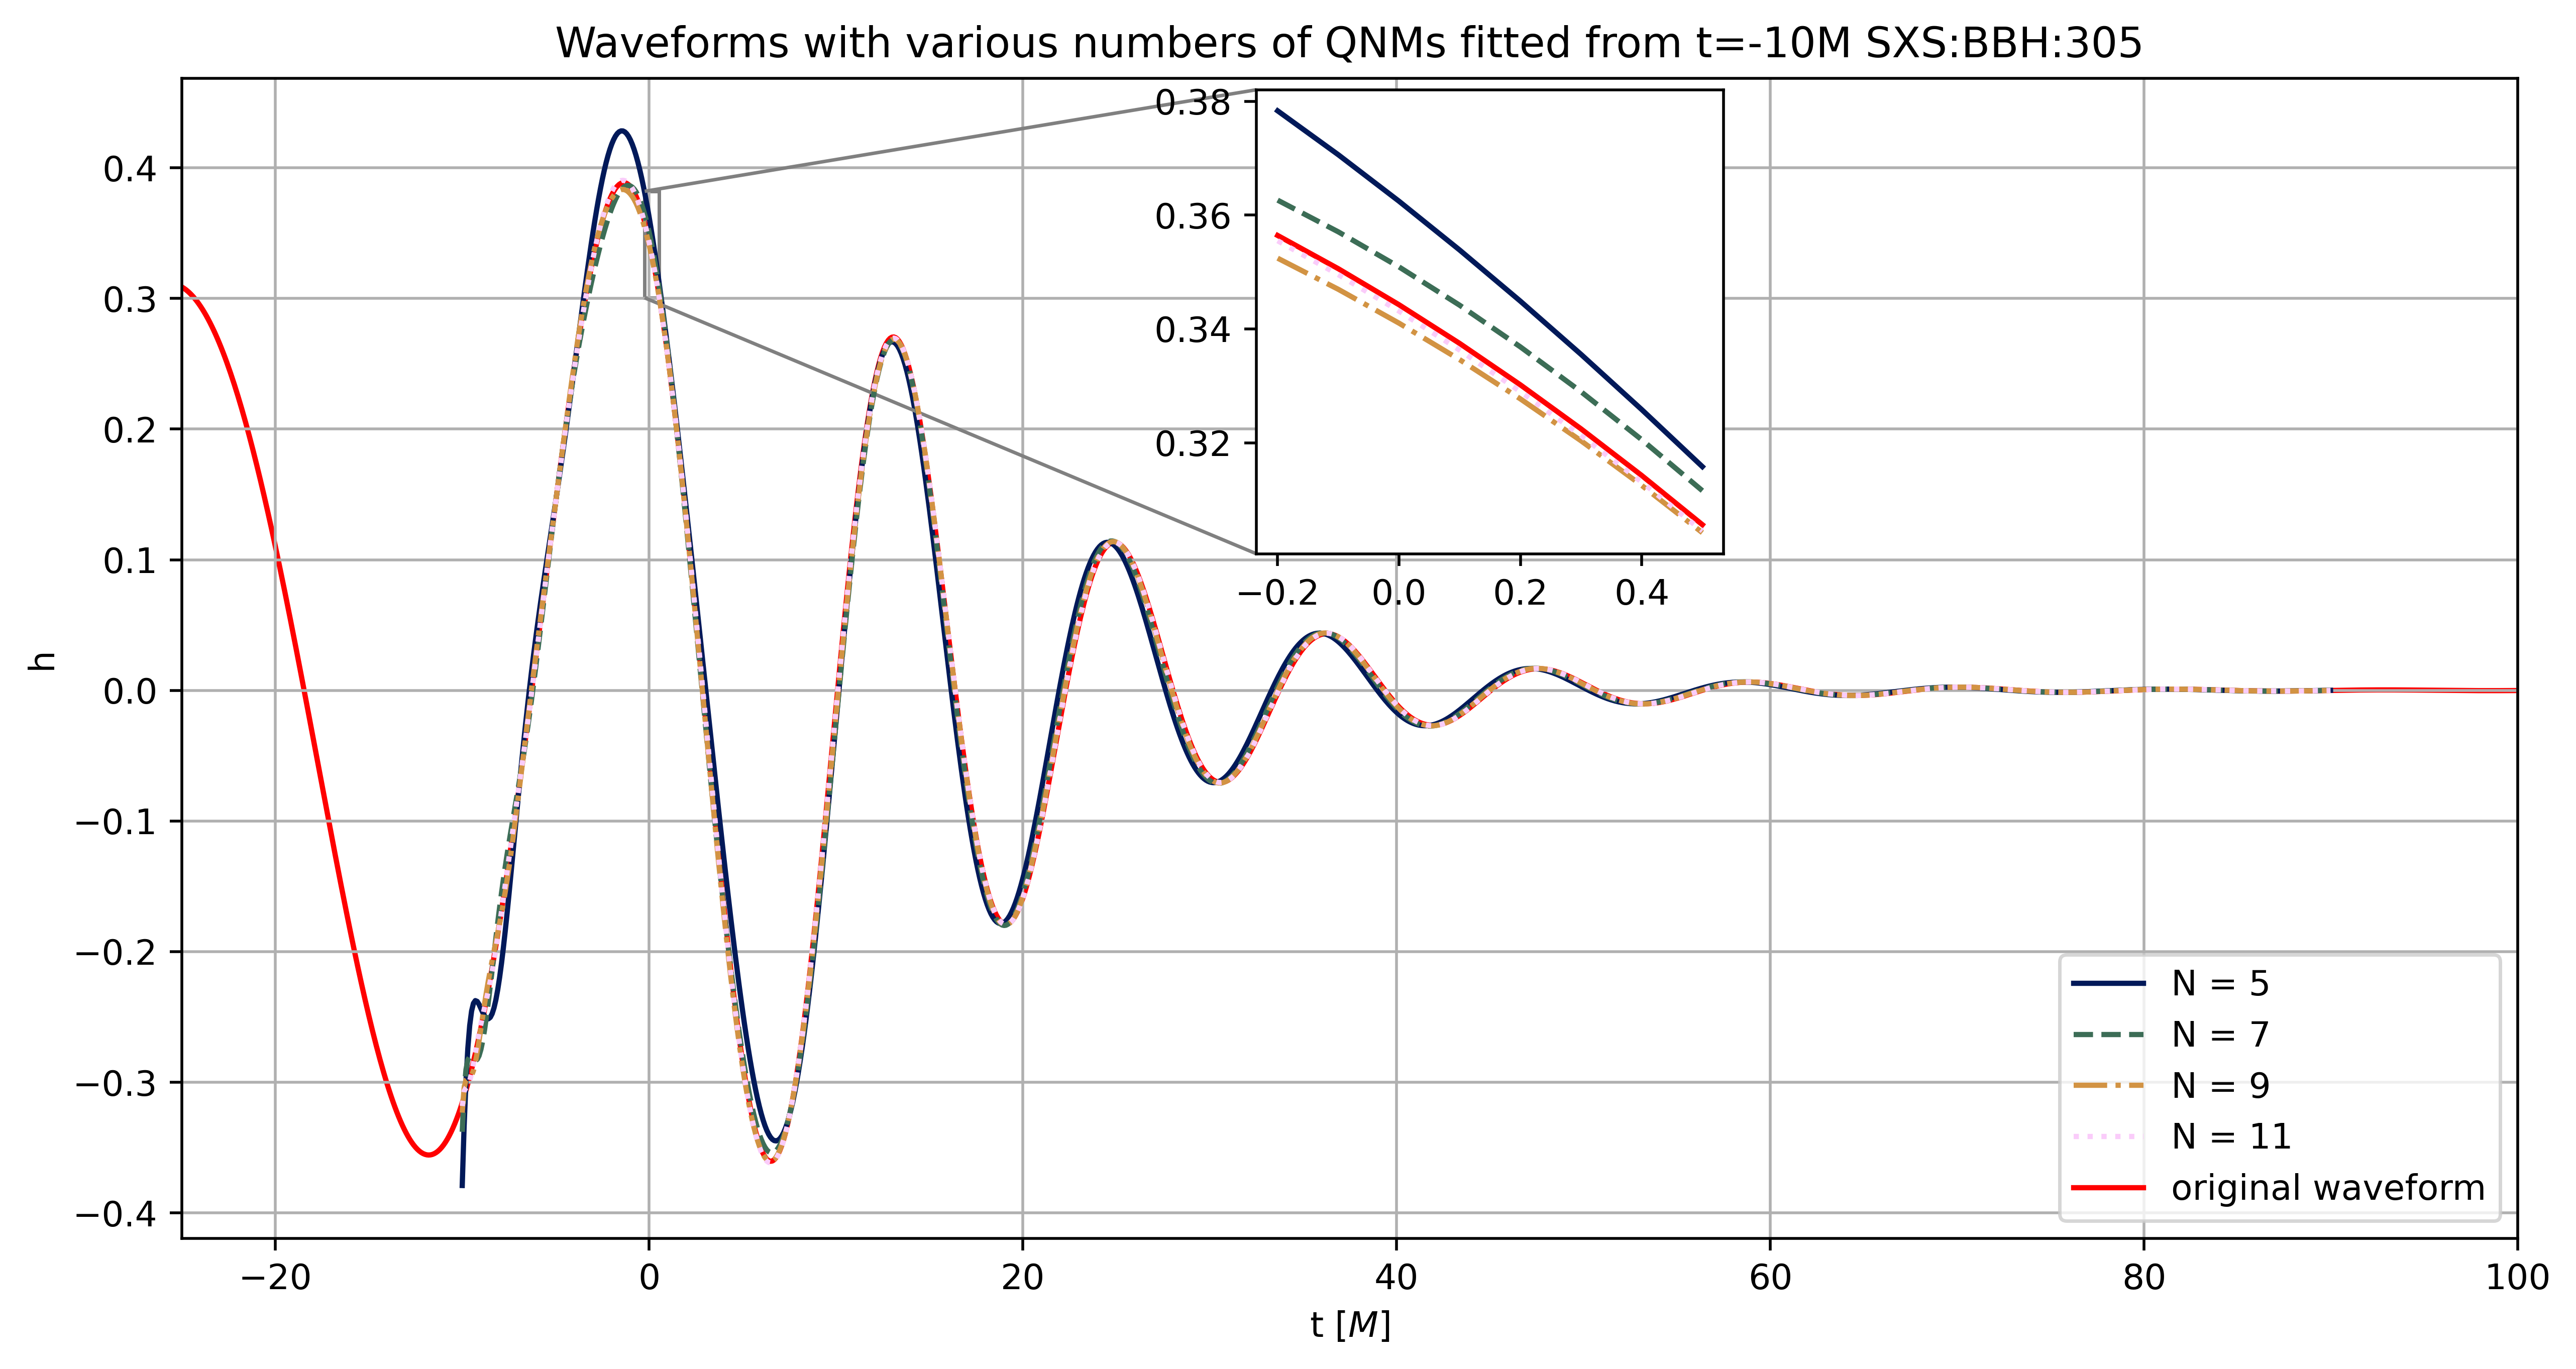 Waveforms with various numbers of QNMs fitted from t=-10M SXS:BBH:305
h
0.4
0.3
0.2
0.1
0.0
−0.1
−0.2
−0.3
−0.4
0.38
0.36
0.34
0.32
−0.2 0.0 0.2 0.4
N = 5
N = 7
N = 9
N = 11
original waveform
−20 0 20 40 60 80 100
t [M]